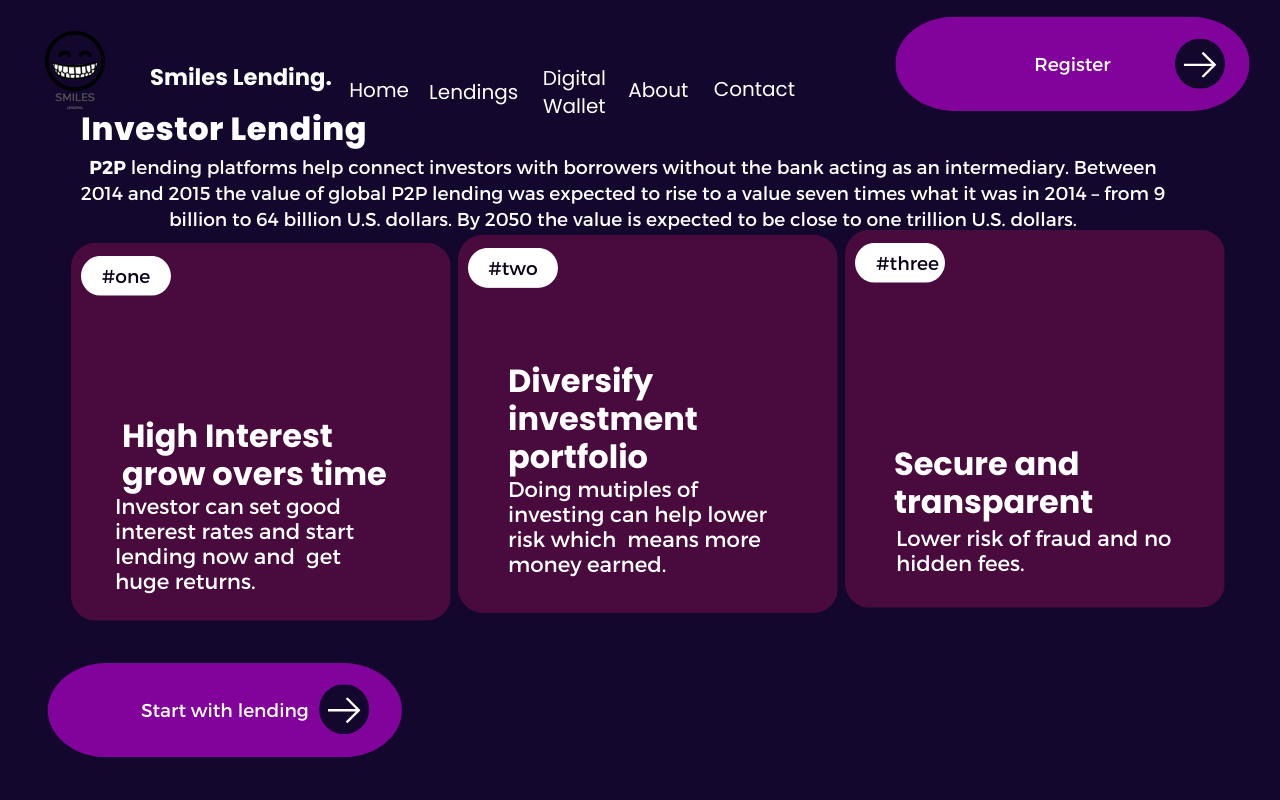 SMILES
LENDING.
Smiles Lending.
Home
Lendings
Digital
Wallet
About
Contact
Register
Investor Lending
P2P lending platforms help connect investors with borrowers without the bank acting as an intermediary. Between
2014 and 2015 the value of global P2P lending was expected to rise to a value seven times what it was in 2014 – from 9
billion to 64 billion U.S. dollars. By 2050 the value is expected to be close to one trillion U.S. dollars.
#one
High Interest
grow overs time
Investor can set good
interest rates and start
lending now and  get
huge returns.
#two
Diversify
investment
portfolio
Doing mutiples of
investing can help lower
risk which  means more
money earned.
#three
Secure and
transparent
Lower risk of fraud and no
hidden fees.
Start with lending